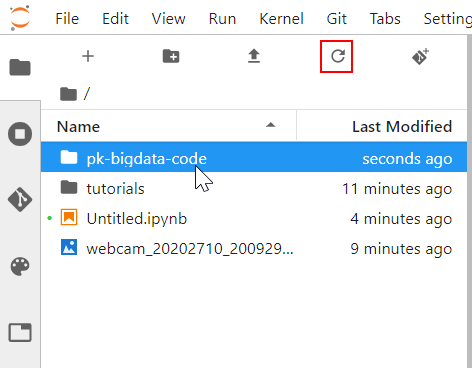 File Edit View Run Kernel Git Tabs Setting
/
Name Last Modified
pk-bigdata-code seconds ago
tutorials 11 minutes ago
Untitled.ipynb 4 minutes ago
webcam_20202710_200929... 9 minutes ago